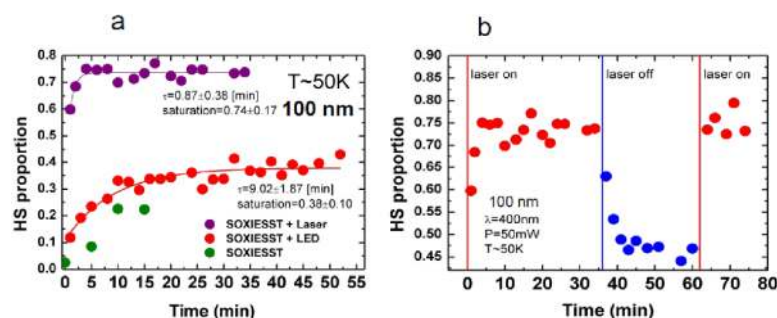 a
b
HS proportion
0.8
0.7
0.6
0.5
0.4
0.3
0.2
0.1
0.0
T~50K
τ=0.87±0.38 [min]
100 nm
saturation=0.74±0.17
τ=9.02±1.87 [min]
saturation=0.38±0.10
SOXIESST + Laser
SOXIESST + LED
SOXIESST
0 5 10 15 20 25 30 35 40 45 50 55
Time (min)
HS proportion
0.90
0.85
0.80
0.75
0.70
0.65
0.60
0.55
0.50
0.45
0.40
laser on
laser off
laser on
100 nm
λ=400nm
P=50mW
T~50K
0 10 20 30 40 50 60 70 80
Time (min)